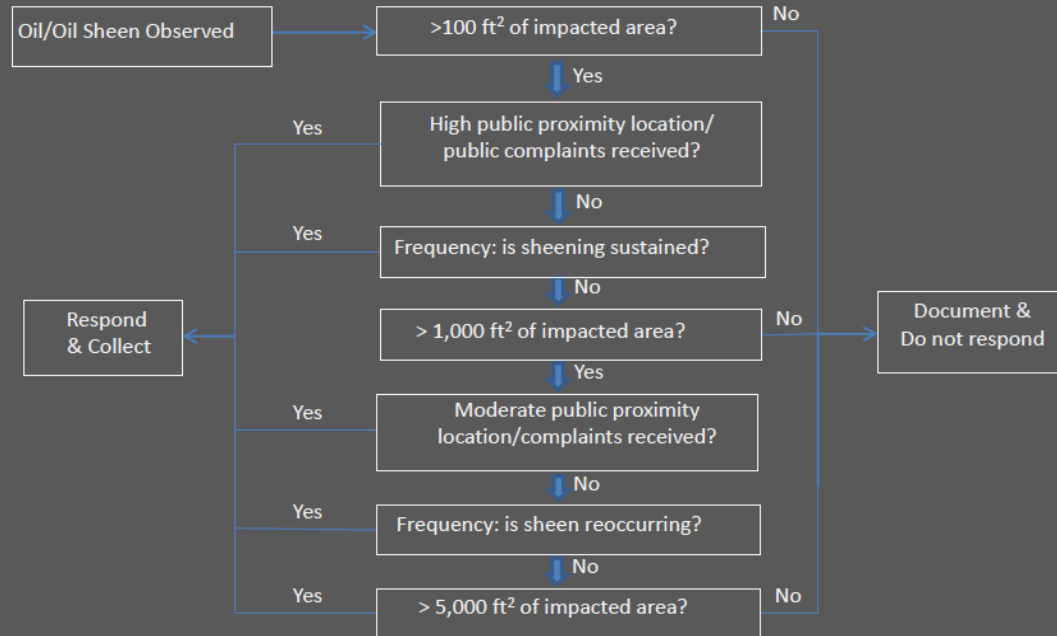 Oil/Oil Sheen Observed
>100 ft² of impacted area?
No
Yes
Yes
High public proximity location/
public complaints received?
No
Yes
Frequency: is sheening sustained?
No
Respond
& Collect
> 1,000 ft² of impacted area?
No
Document &
Do not respond
Yes
Yes
Moderate public proximity
location/complaints received?
No
Yes
Frequency: is sheen reoccurring?
No
Yes
> 5,000 ft² of impacted area?
No